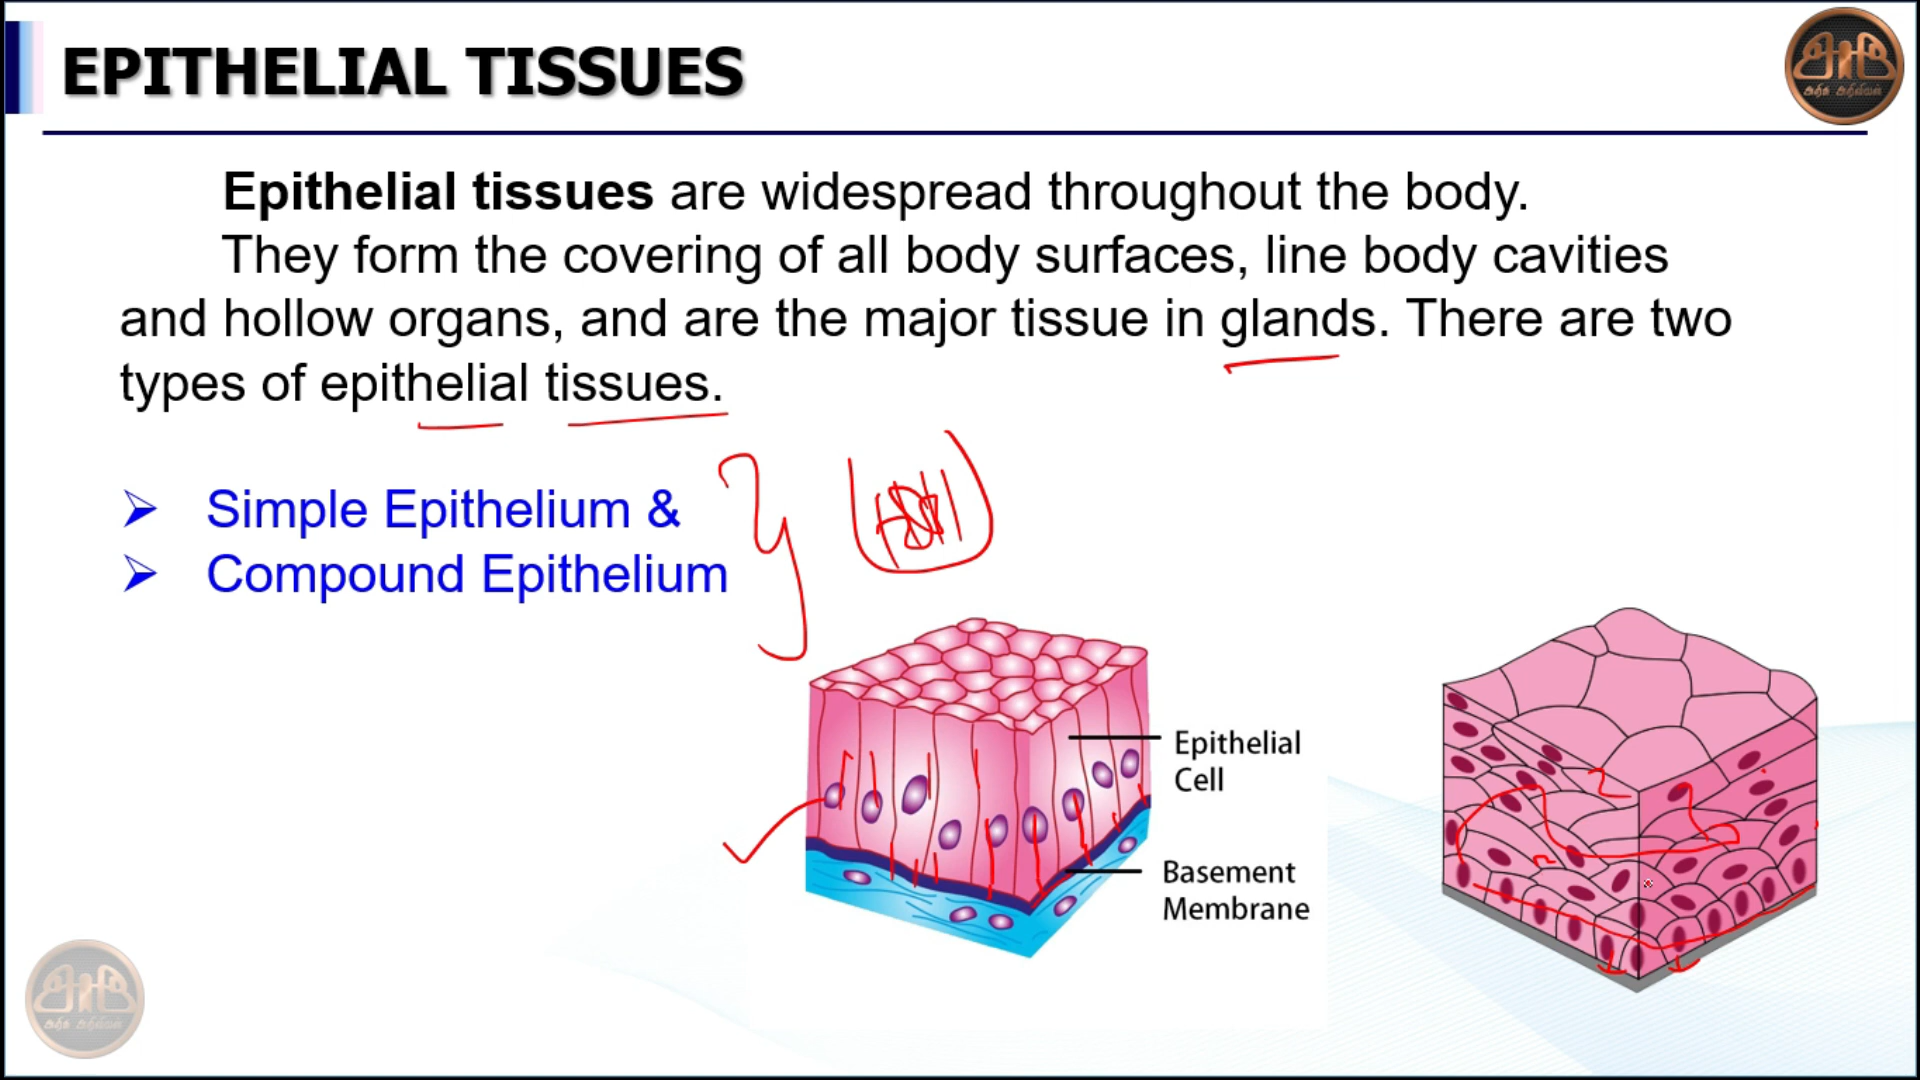 EPITHELIAL TISSUES
Epithelial tissues are widespread throughout the body.
They form the covering of all body surfaces, line body cavities
and hollow organs, and are the major tissue in glands. There are two
types of epithelial tissues.
➢ Simple Epithelium &
➢ Compound Epithelium
Epithelial
Cell
Basement
Membrane